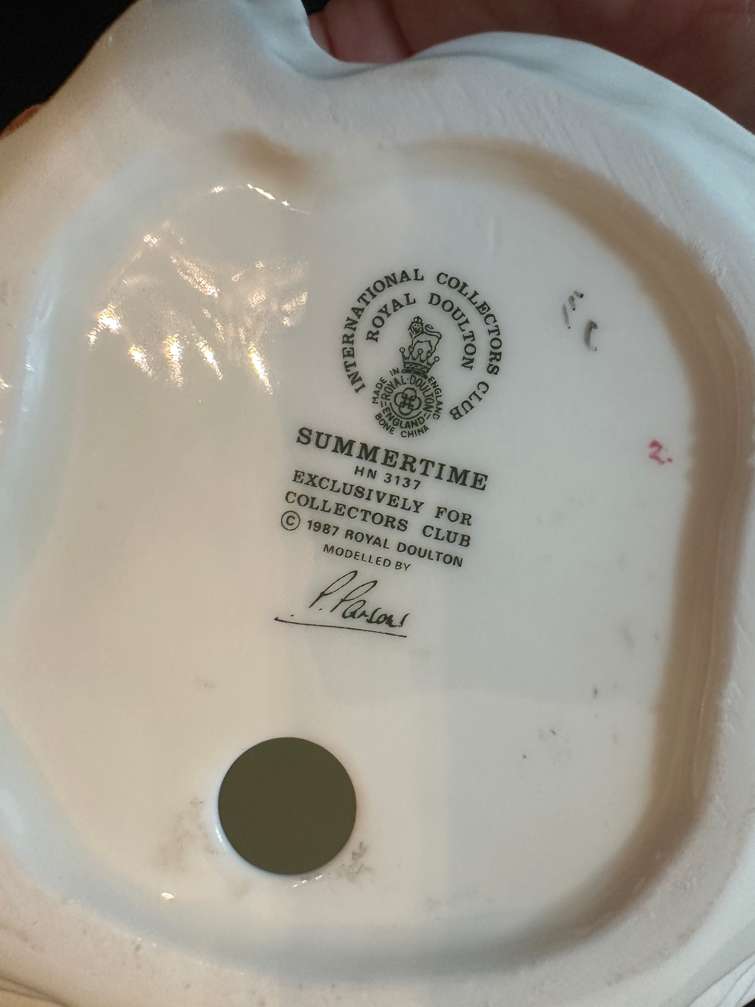 INTERNATIONAL COLLECTORS CLUB
ROYAL DOULTON
MADE IN ENGLAND
ROYAL·DOULTON
ENGLAND
BONE CHINA
SUMMERTIME
HN 3137
EXCLUSIVELY FOR
COLLECTORS CLUB
© 1987 ROYAL DOULTON
MODELLED BY
P. Parsons
2.